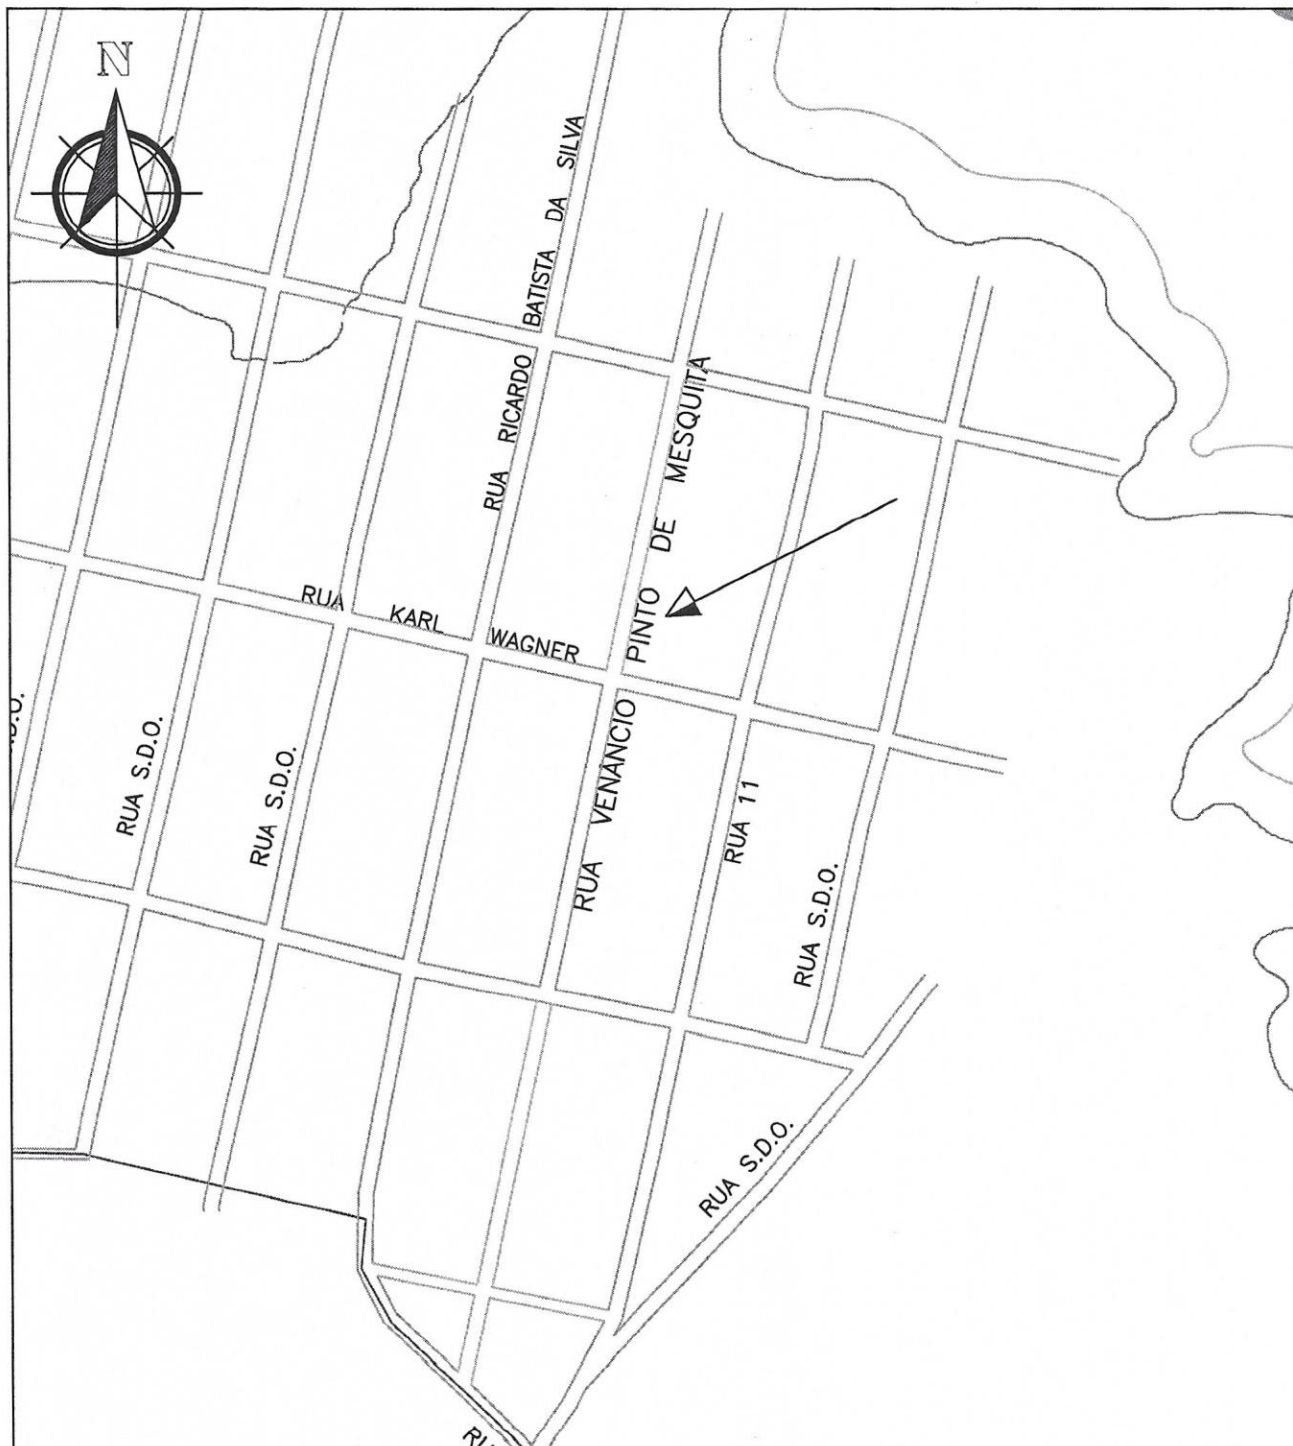 N
RUA RICARDO BATISTA DA SILVA
RUA VENANCIO PINTO DE MESQUITA
RUA KARL WAGNER
RUA S.D.O.
RUA S.D.O.
RUA 11
RUA S.D.O.
RUA S.D.O.